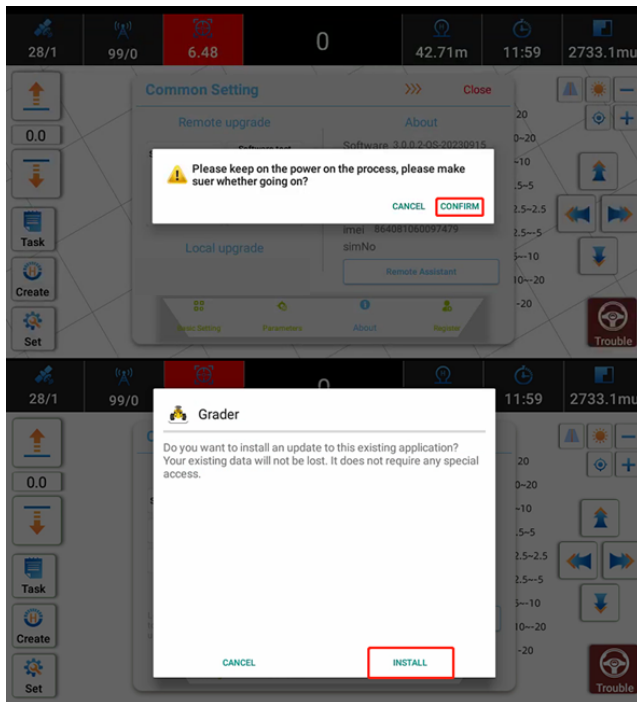 28/1
99/0
6.48
0
42.71m
11:59
2733.1mu
Common Setting
>>>
Close
Remote upgrade
About
Software 3.0.0.2-OS-20230915
0.0
Please keep on the power on the process, please make
suer whether going on?
CANCEL
CONFIRM
imei 864081060097479
simNo
Local upgrade
Remote Assistant
Basic Setting
Parameters
About
Register
Task
Create
Set
20
0~20
-10
.5~5
2.5~2.5
2.5~-5
5~-10
10~-20
-20
Trouble
28/1
99/0
0
11:59
2733.1mu
Grader
Do you want to install an update to this existing application?
Your existing data will not be lost. It does not require any special
access.
CANCEL
INSTALL
0.0
Task
Create
Set
20
0~20
-10
.5~5
2.5~2.5
2.5~-5
5~-10
10~-20
-20
Trouble